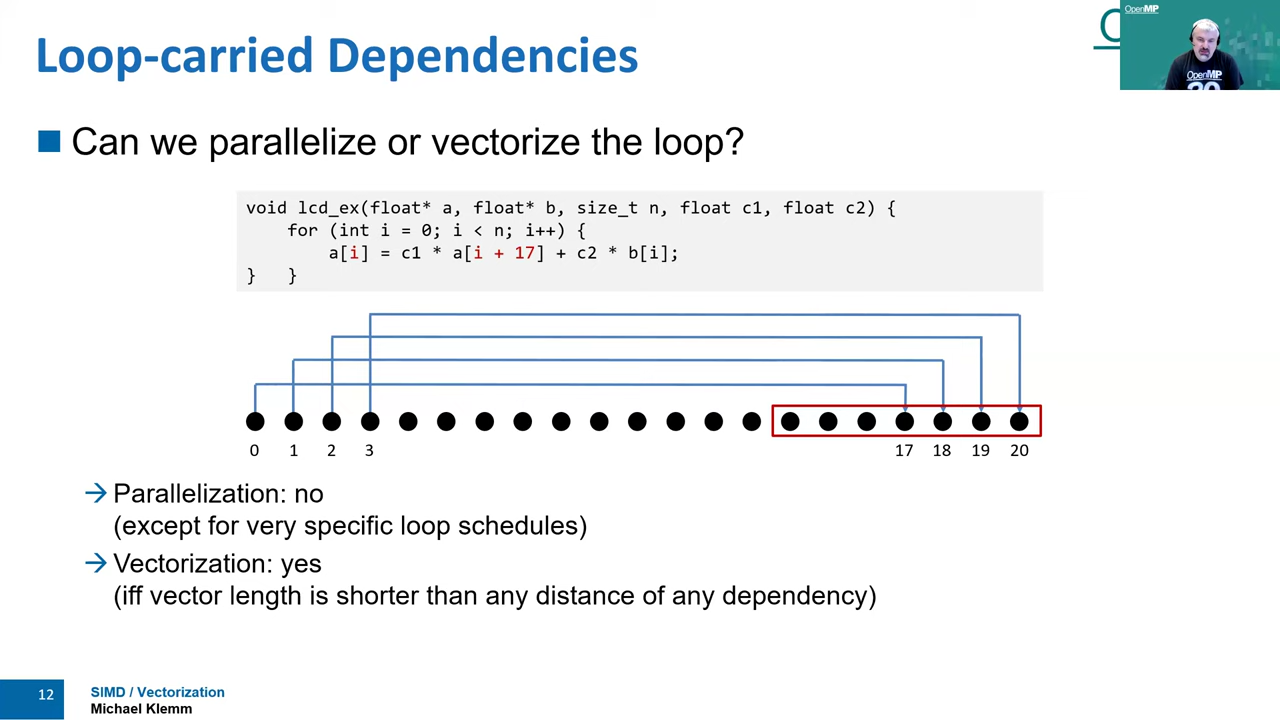 Loop-carried Dependencies
OpenMP
OpenMP
20
Can we parallelize or vectorize the loop?
void lcd_ex(float* a, float* b, size_t n, float c1, float c2) {
    for (int i = 0; i < n; i++) {
        a[i] = c1 * a[i + 17] + c2 * b[i];
}   }
0 1 2 3 17 18 19 20
→ Parallelization: no
(except for very specific loop schedules)
→ Vectorization: yes
(iff vector length is shorter than any distance of any dependency)
12
SIMD / Vectorization
Michael Klemm